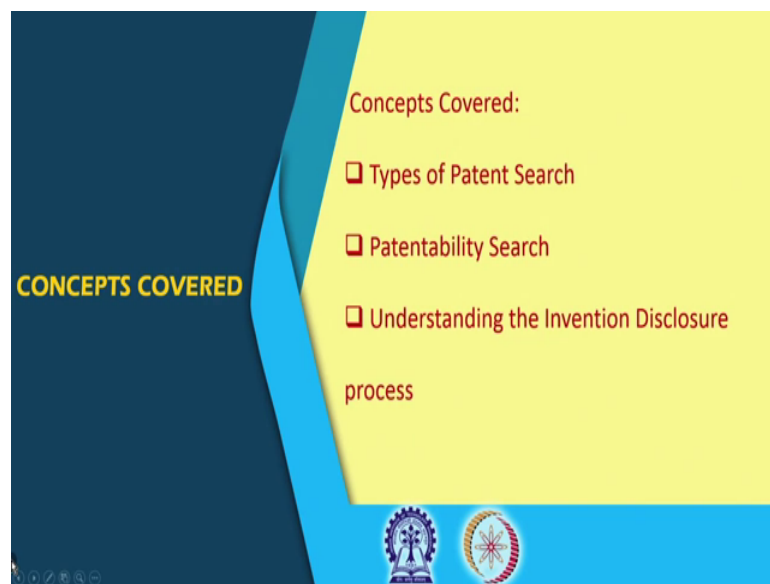 CONCEPTS COVERED
Concepts Covered:
❑ Types of Patent Search
❑ Patentability Search
❑ Understanding the Invention Disclosure
process